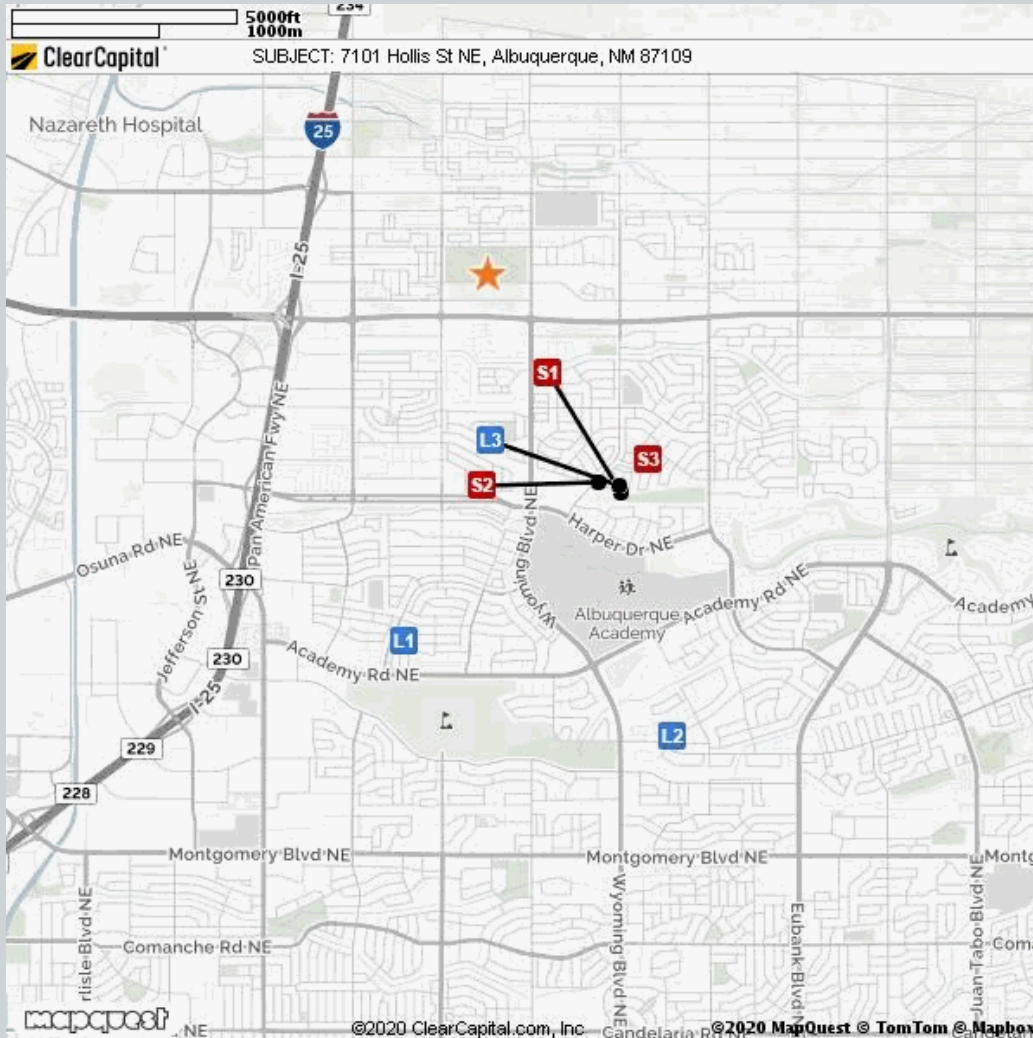 5000ft
1000m
234
ClearCapital
SUBJECT: 7101 Hollis St NE, Albuquerque, NM 87109
Nazareth Hospital
25
I-25
S1
L3
S3
S2
Pan American Fwy NE
Wyoming Blvd NE
Harper Dr NE
Osuna Rd NE
230
Jefferson St NE
Albuquerque
Academy
Academy Rd NE
Academy
L1
230
Academy Rd NE
I-25
L2
229
228
Montgomery Blvd NE
Montgomery Blvd NE
Wyoming Blvd NE
Eubank Blvd
Juan Tabo Blvd NE
Comanche Rd NE
mapquest
NE
©2020 ClearCapital.com, Inc
©2020 MapQuest © TomTom © Mapbox